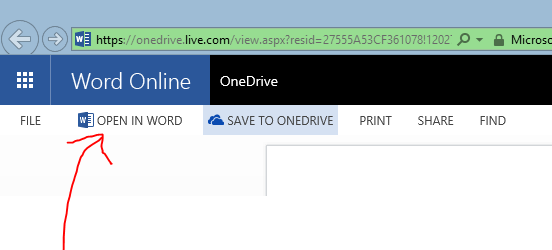 https://onedrive.live.com/view.aspx?resid=27555A53CF361078!1202 Microso
Word Online OneDrive
FILE OPEN IN WORD SAVE TO ONEDRIVE PRINT SHARE FIND